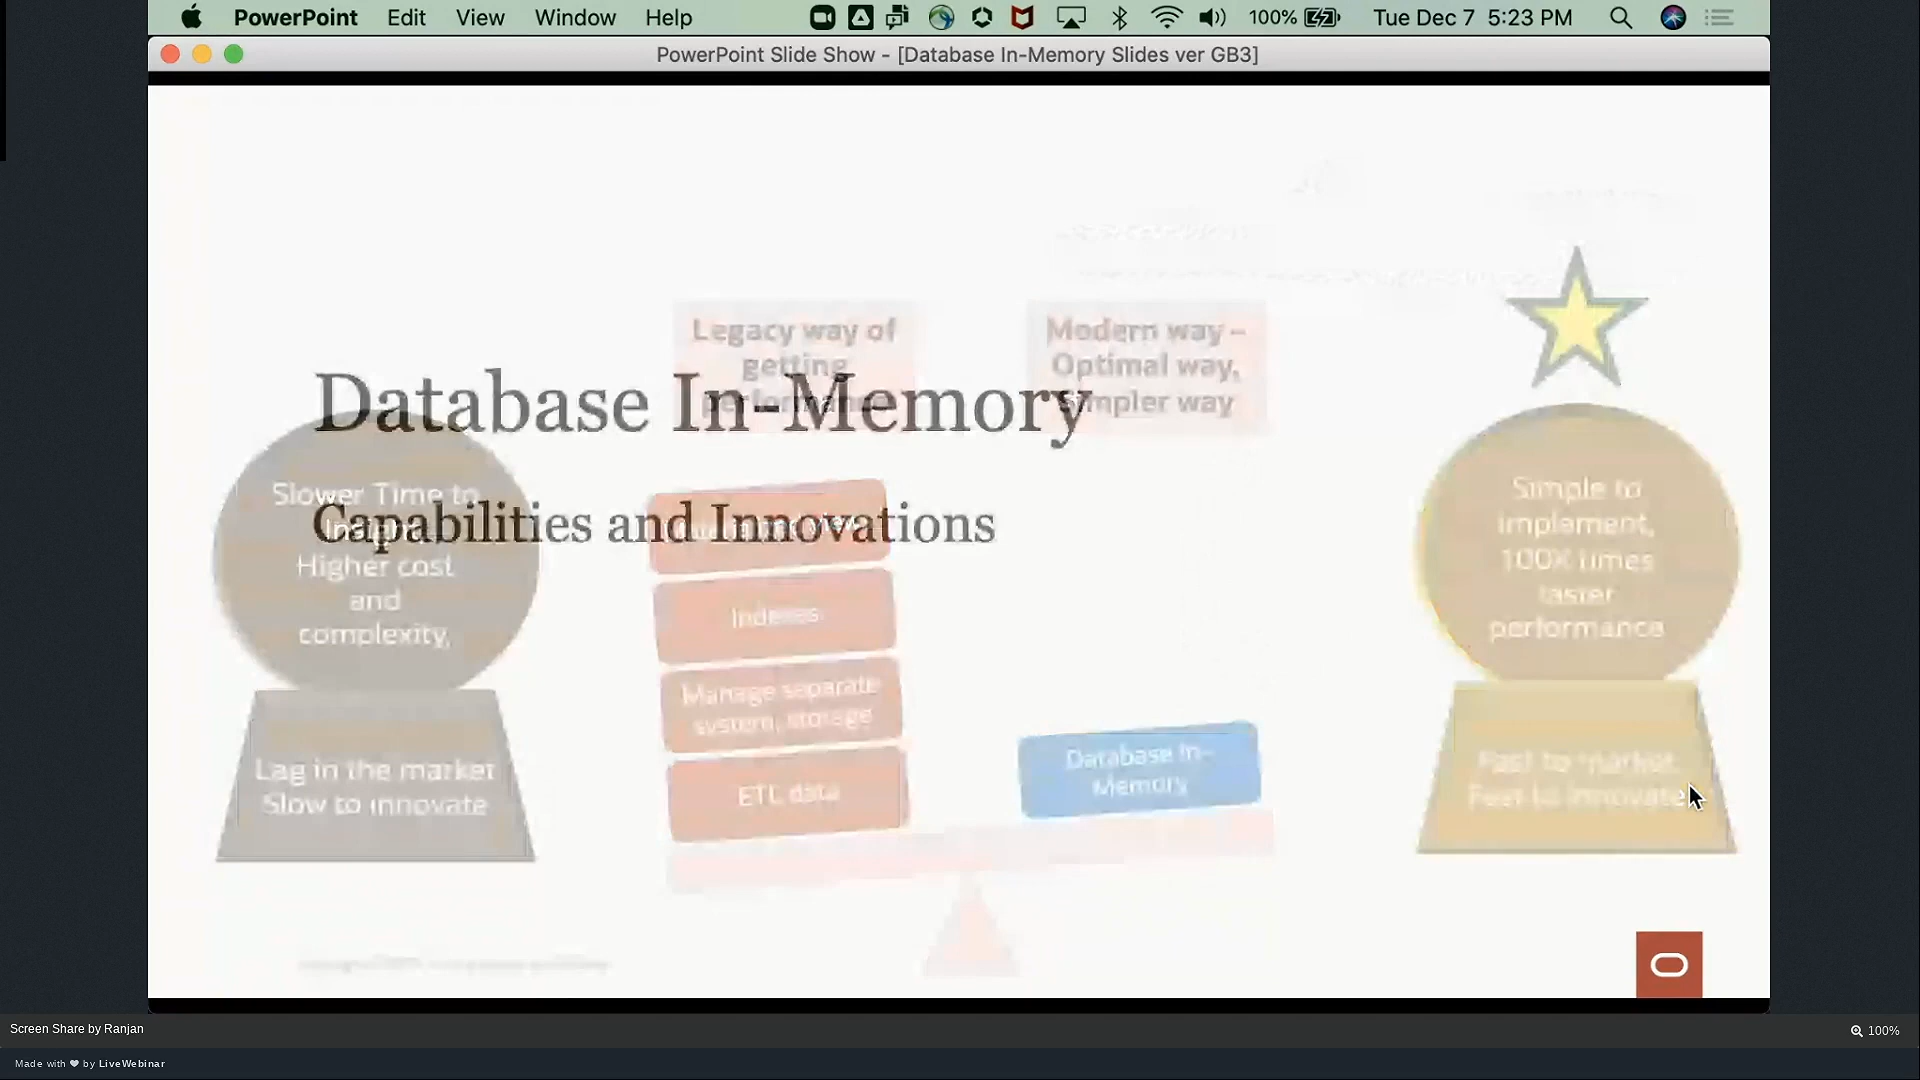 PowerPoint Edit View Window Help 100% Tue Dec 7 5:23 PM
PowerPoint Slide Show - [Database In-Memory Slides ver GB3]
Legacy way of
getting
performance
Modern way –
Optimal way,
Simpler way
Database In-Memory
Capabilities and Innovations
Slower Time to
Insight,
Higher cost
and
complexity,
Lag in the market
Slow to innovate
Indexes
Manage separate
system, storage
ETL data
Database In-
Memory
Simple to
implement,
100X times
faster
performance
Fast to market,
Fast to innovate
Screen Share by Ranjan
100%
Made with by LiveWebinar